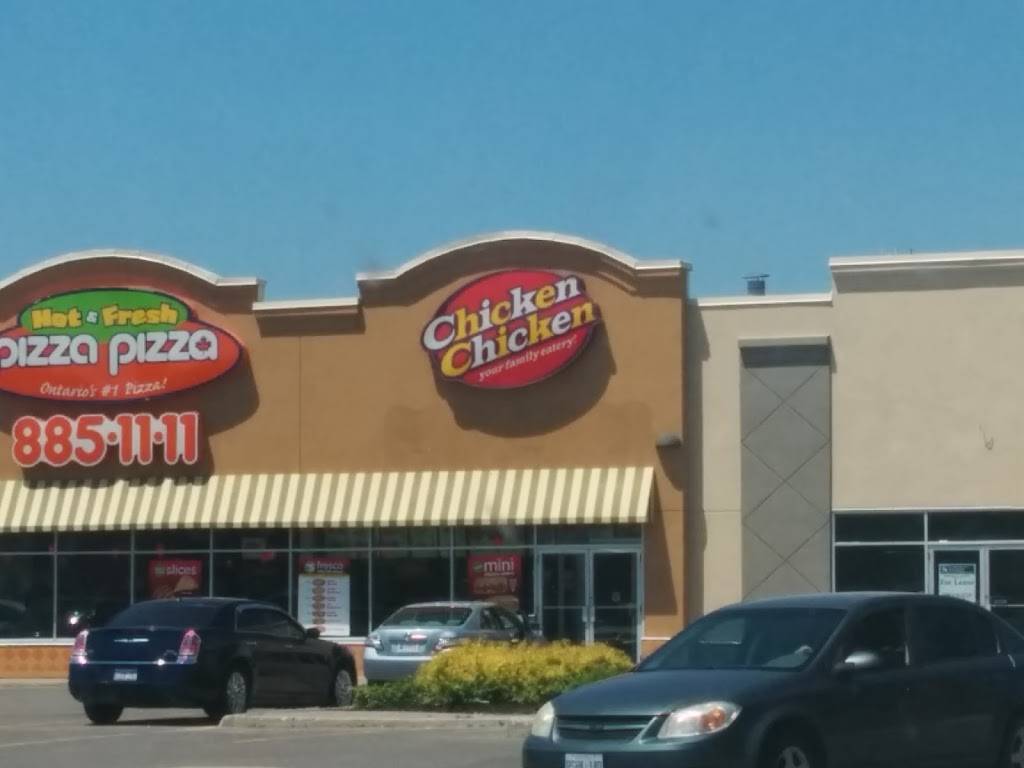 Hot & Fresh
pizza pizza
Ontario's #1 Pizza!
885·11·11
Chicken
Chicken
your family eatery!
slices
fresco
mini
For Lease